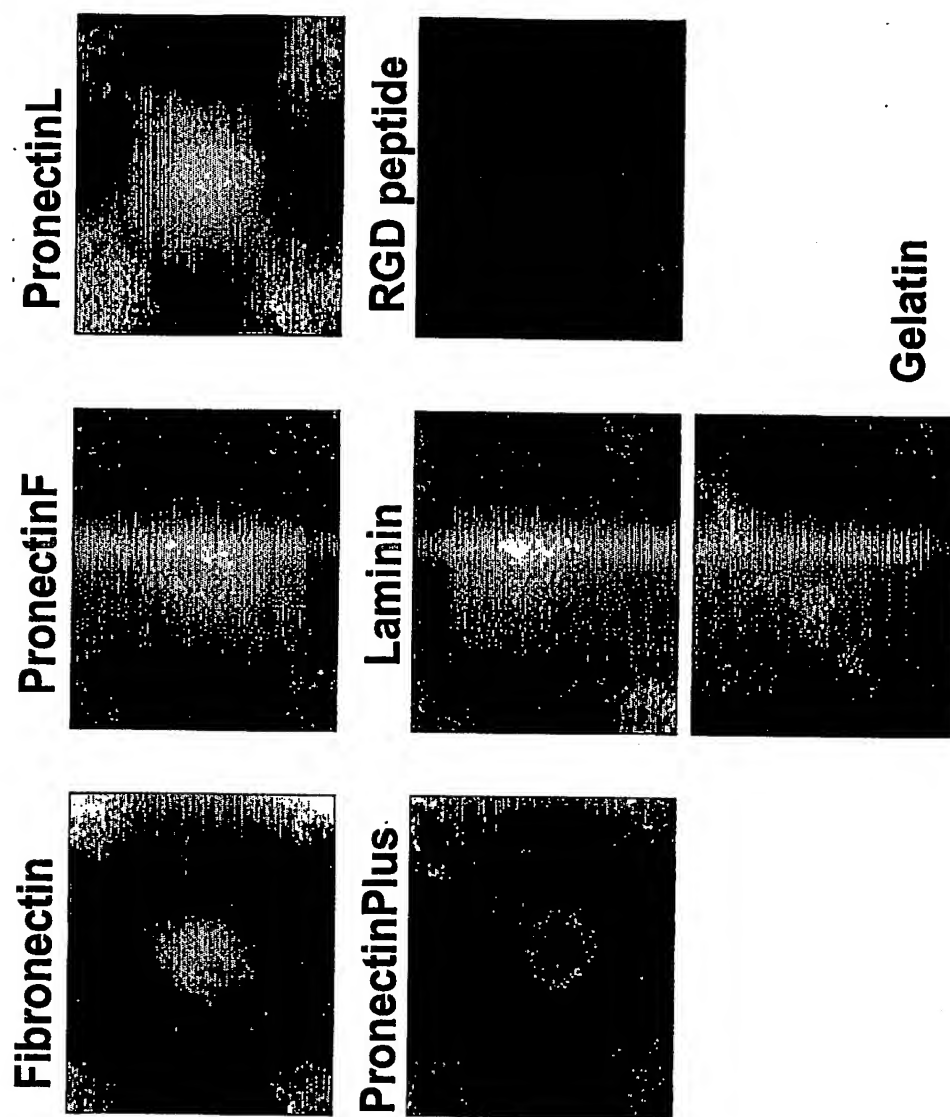 Fibronectin
PronectinF
PronectinL
PronectinPlus
Laminin
RGD peptide
Gelatin